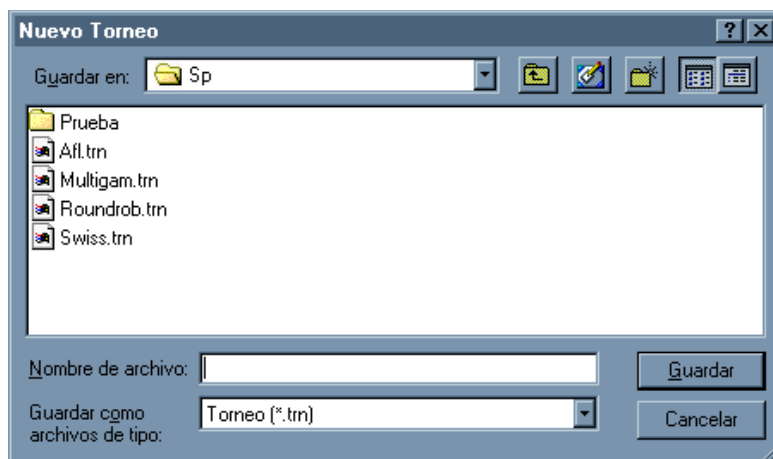 Nuevo Torneo
Guardar en: Sp
Prueba
Afl.trn
Multigam.trn
Roundrob.trn
Swiss.trn
Nombre de archivo: Guardar
Guardar como
archivos de tipo: Torneo (*.trn) Cancelar